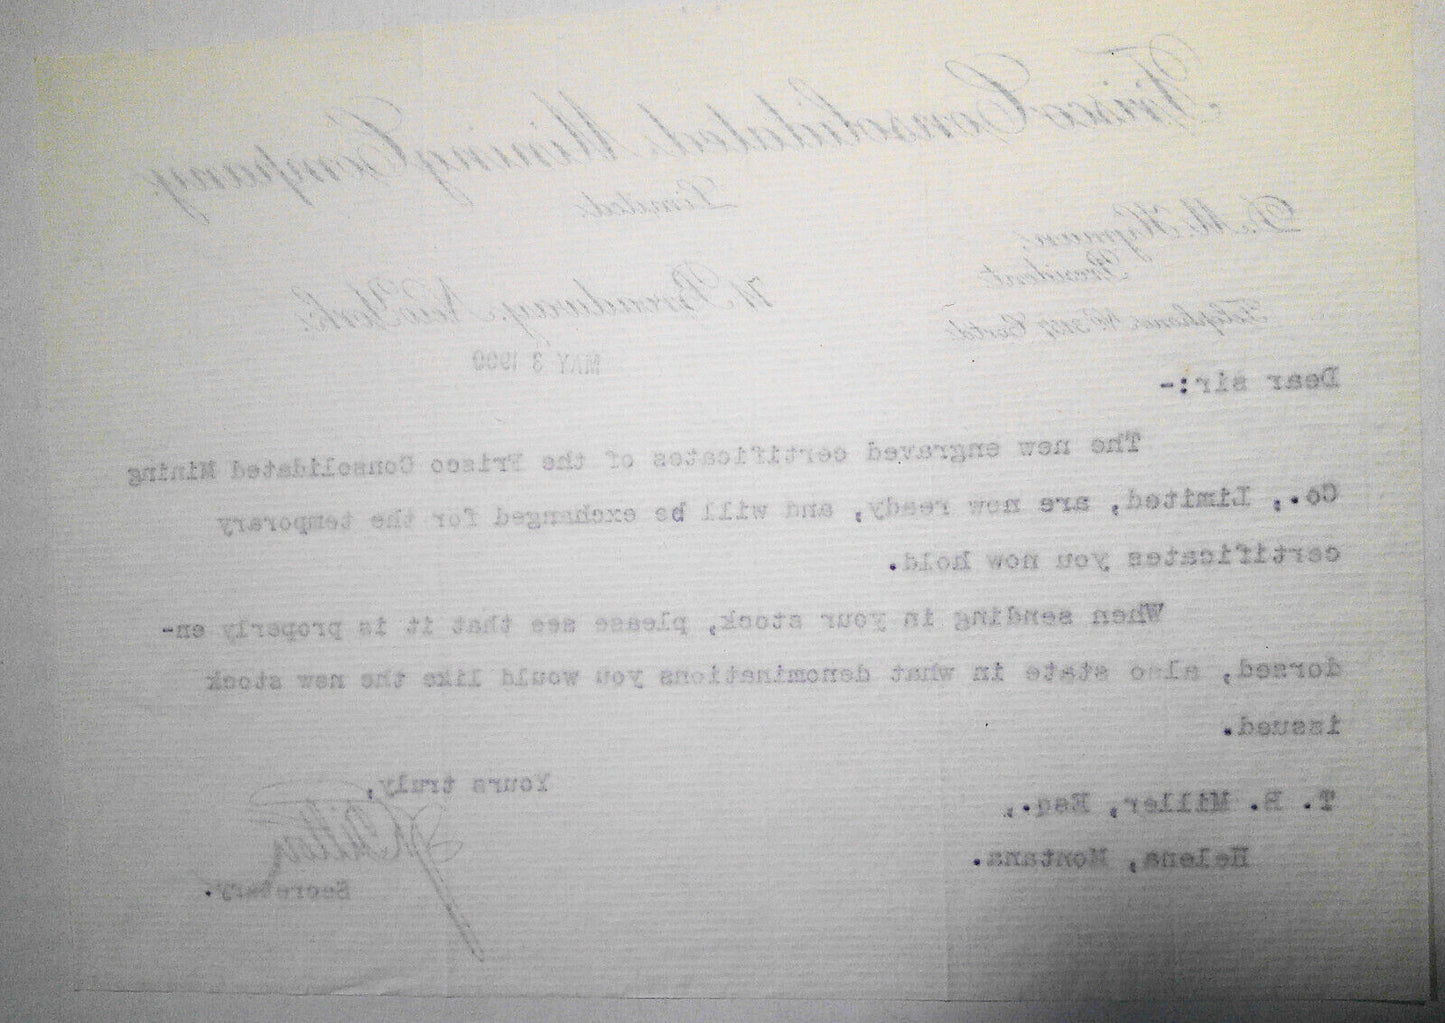 Frisco Consolidated Mining Company
Limited.
D. M. Hyman,
President.
71 Broadway, New York.
Telephone, No 3157 Cortdt
MAY 3 1900
Dear sir:-
The new engraved certificates of the Frisco Consolidated Mining
Co., Limited, are now ready, and will be exchanged for the temporary
certificates you now hold.
When sending in your stock, please see that it is properly en-
dorsed, also state in what denominations you would like the new stock
issued.
Yours truly,
Secretary.
T. B. Miller, Esq.,
Helena, Montana.